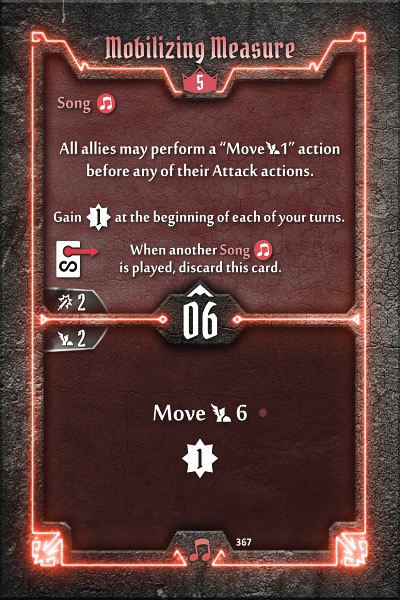 Mobilizing Measure
5
Song
All allies may perform a “Move 1” action
before any of their Attack actions.
Gain 1 at the beginning of each of your turns.
When another Song
is played, discard this card.
2
06
2
Move 6
1
367